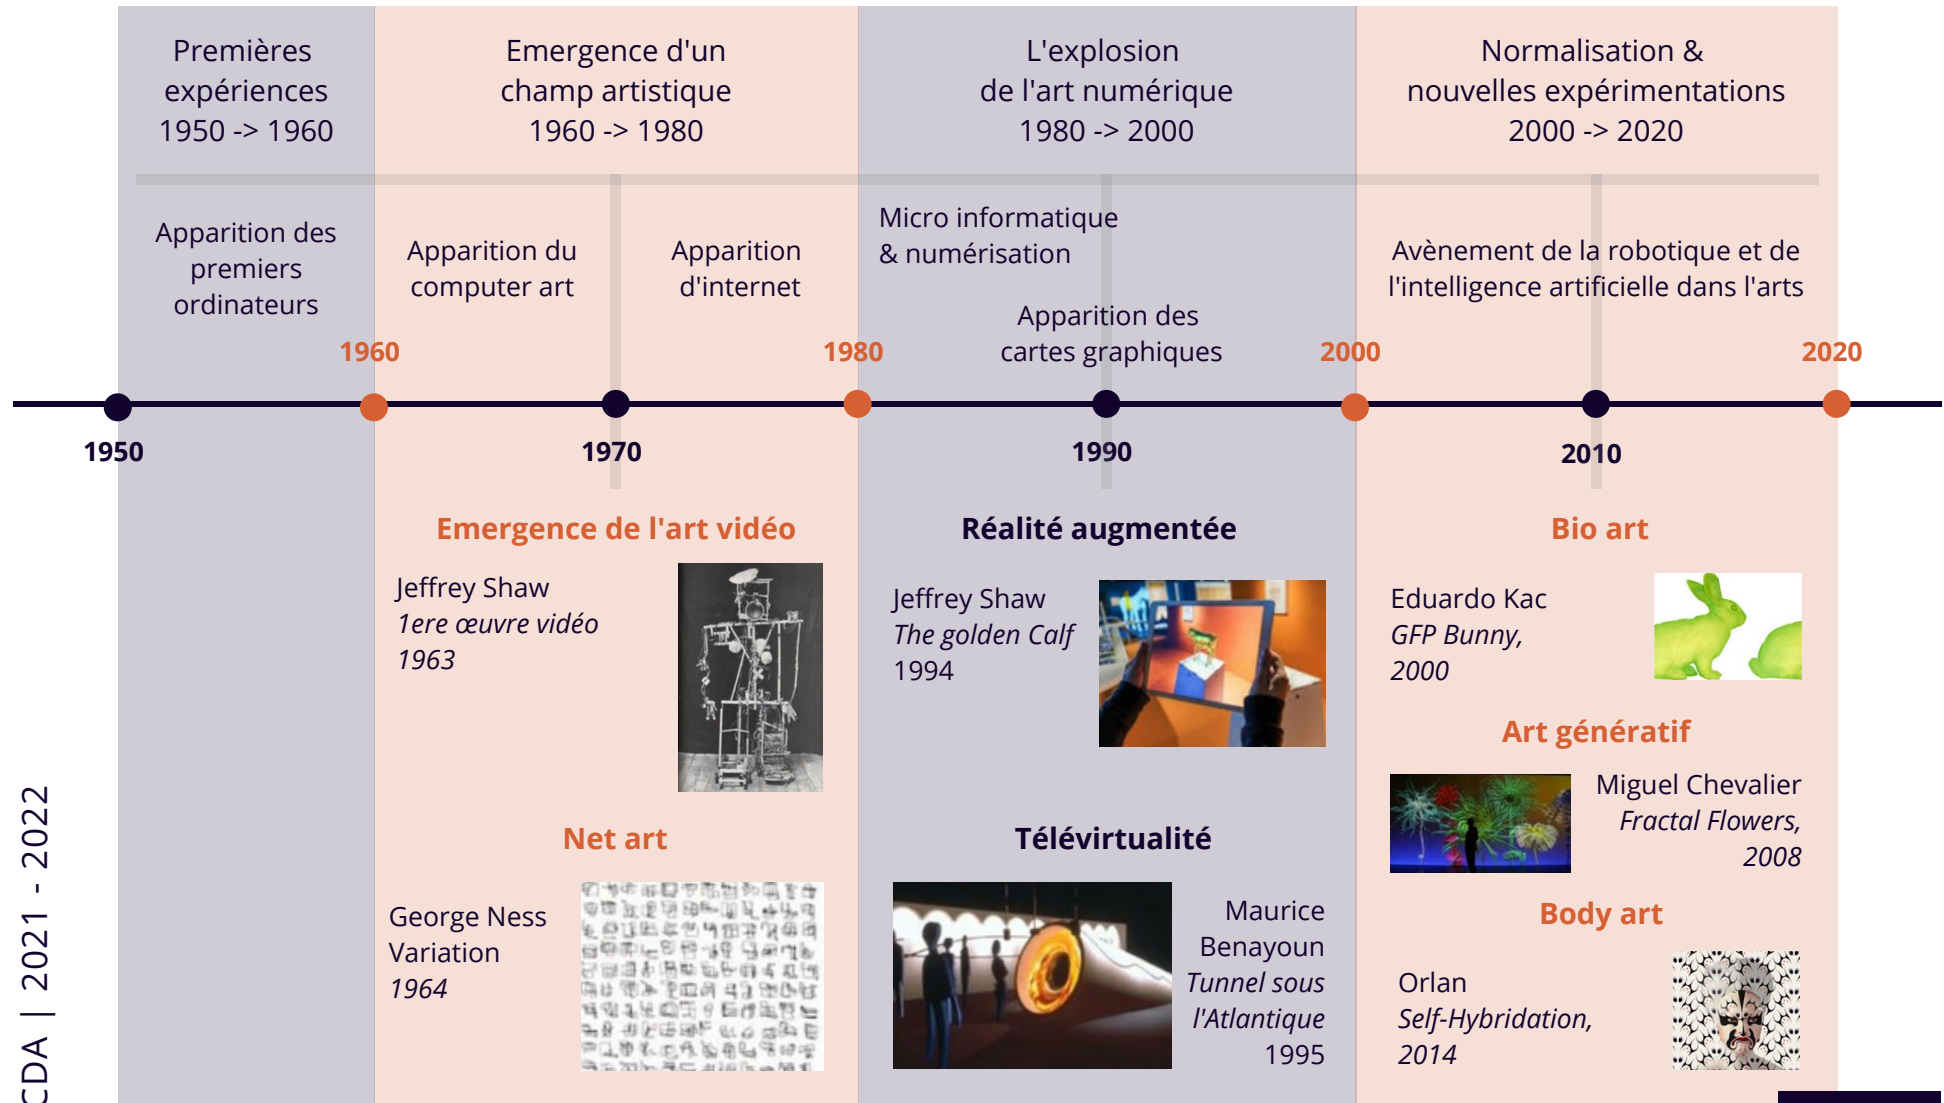 Premières
expériences
1950 -> 1960
Emergence d'un
champ artistique
1960 -> 1980
L'explosion
de l'art numérique
1980 -> 2000
Normalisation &
nouvelles expérimentations
2000 -> 2020
Apparition des
premiers
ordinateurs
Apparition du
computer art
Apparition
d'internet
Micro informatique
& numérisation
Apparition des
cartes graphiques
Avènement de la robotique et de
l'intelligence artificielle dans l'arts
1960
1980
2000
2020
1950
1970
1990
2010
Emergence de l'art vidéo
Jeffrey Shaw
1ere œuvre vidéo
1963
Net art
George Ness
Variation
1964
Réalité augmentée
Jeffrey Shaw
The golden Calf
1994
Télévirtualité
Maurice
Benayoun
Tunnel sous
l'Atlantique
1995
Bio art
Eduardo Kac
GFP Bunny,
2000
Art génératif
Miguel Chevalier
Fractal Flowers,
2008
Body art
Orlan
Self-Hybridation,
2014
CDA | 2021 - 2022